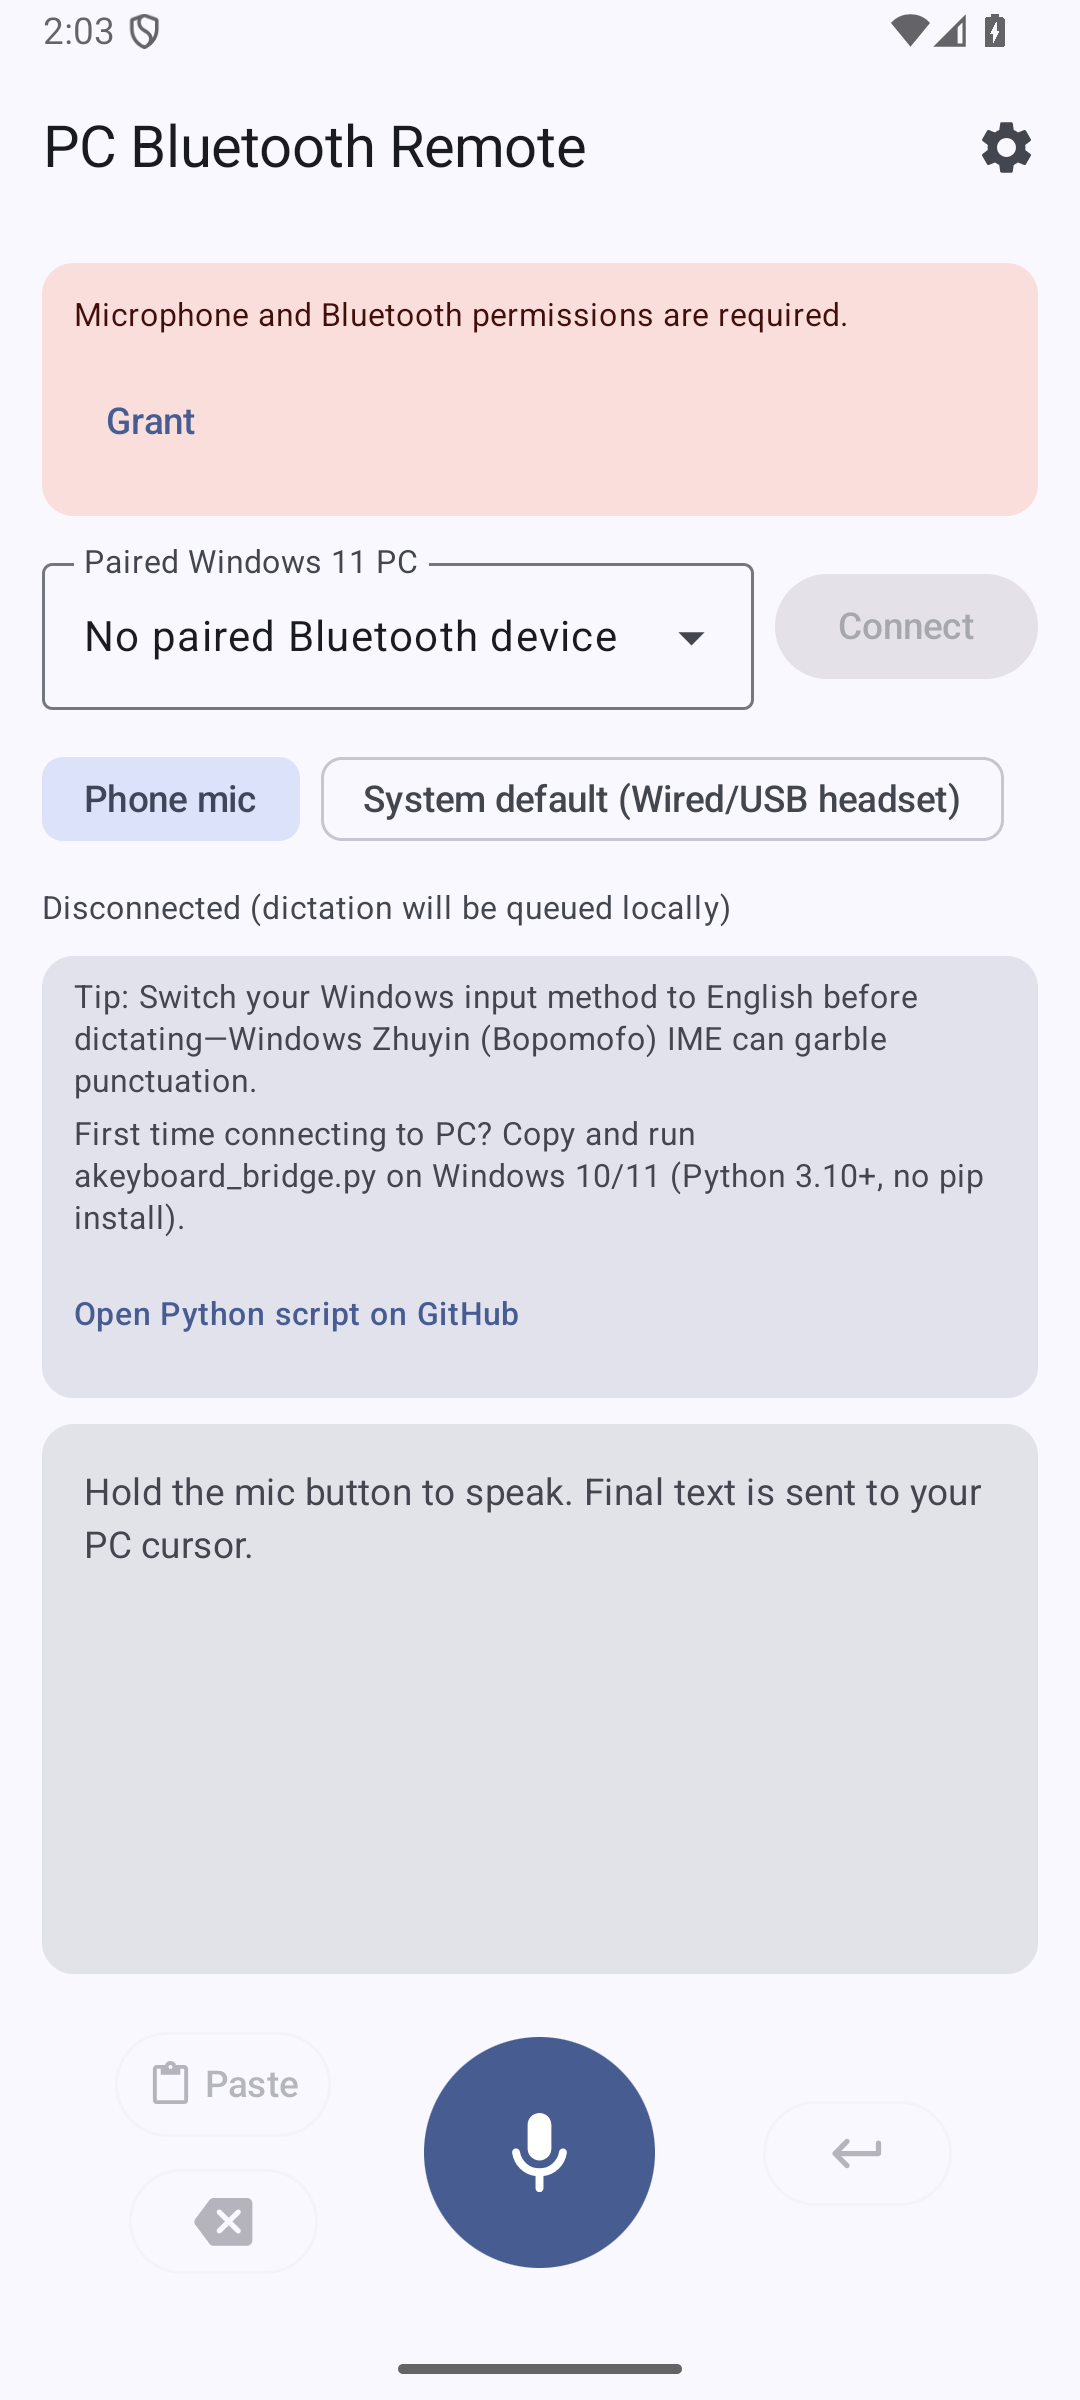 2:03
PC Bluetooth Remote
Microphone and Bluetooth permissions are required.
Grant
Paired Windows 11 PC
No paired Bluetooth device
Connect
Phone mic
System default (Wired/USB headset)
Disconnected (dictation will be queued locally)
Tip: Switch your Windows input method to English before
dictating—Windows Zhuyin (Bopomofo) IME can garble
punctuation.
First time connecting to PC? Copy and run
akeyboard_bridge.py on Windows 10/11 (Python 3.10+, no pip
install).
Open Python script on GitHub
Hold the mic button to speak. Final text is sent to your
PC cursor.
Paste